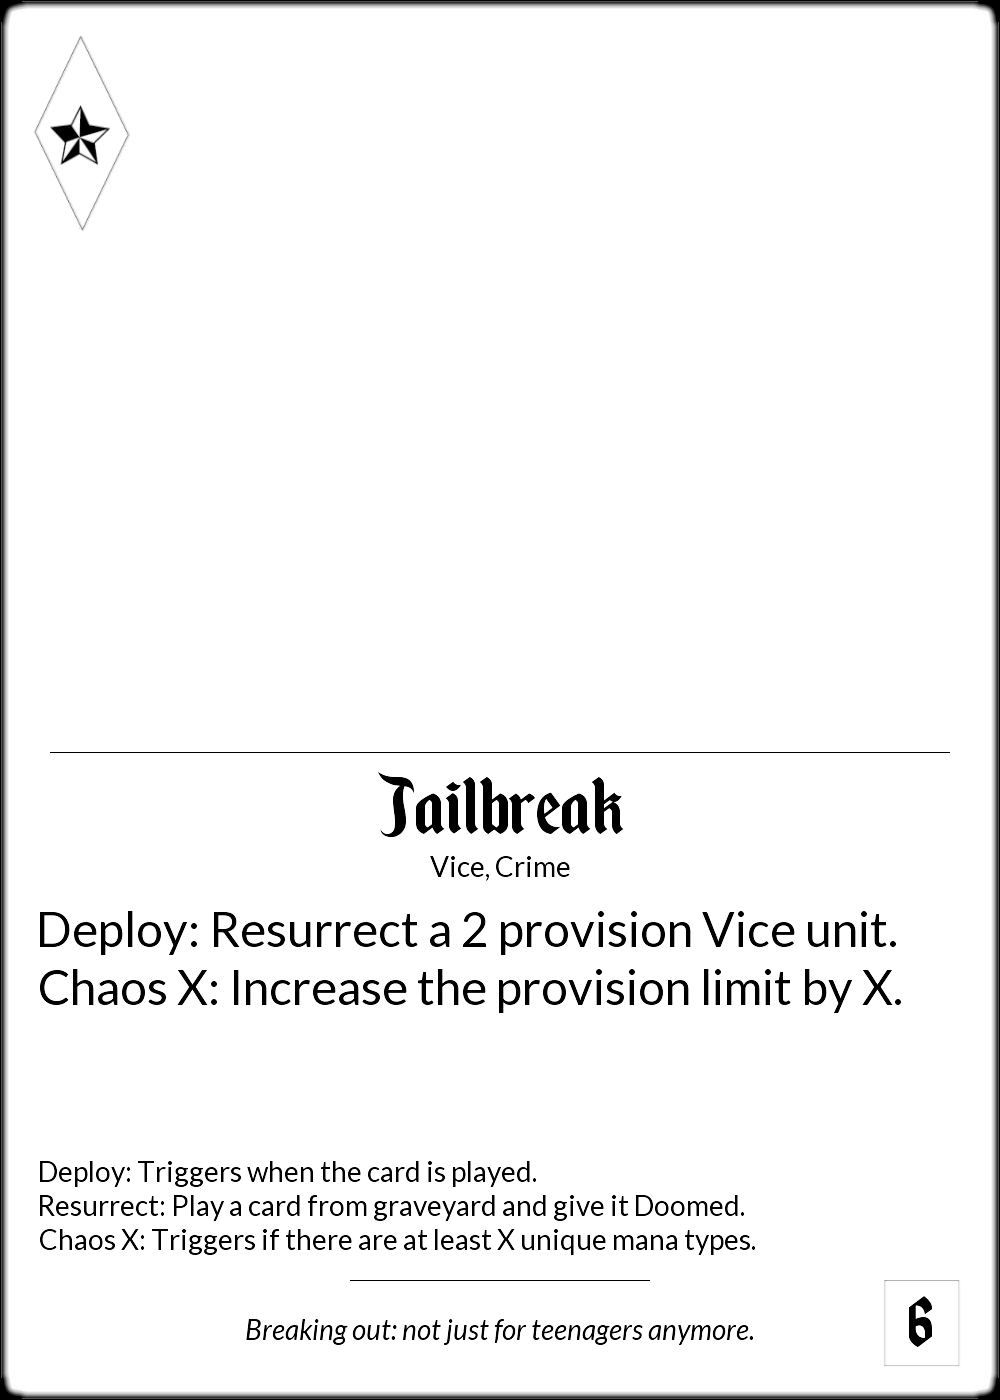 Jailbreak
Vice, Crime
Deploy: Resurrect a 2 provision Vice unit.
Chaos X: Increase the provision limit by X.
Deploy: Triggers when the card is played.
Resurrect: Play a card from graveyard and give it Doomed.
Chaos X: Triggers if there are at least X unique mana types.
Breaking out: not just for teenagers anymore.
6